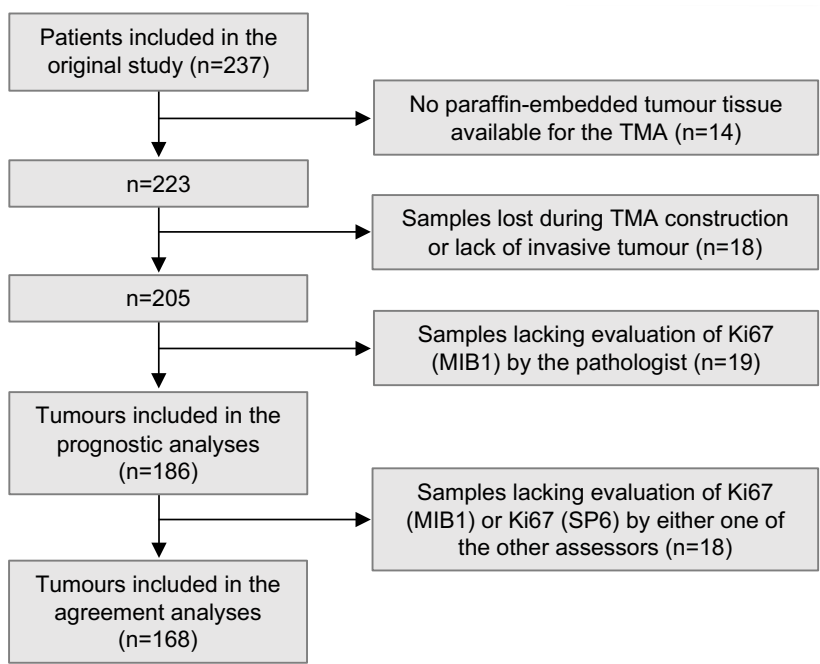 Patients included in the
original study (n=237)
No paraffin-embedded tumour tissue
available for the TMA (n=14)
n=223
Samples lost during TMA construction
or lack of invasive tumour (n=18)
n=205
Samples lacking evaluation of Ki67
(MIB1) by the pathologist (n=19)
Tumours included in the
prognostic analyses
(n=186)
Samples lacking evaluation of Ki67
(MIB1) or Ki67 (SP6) by either one of
the other assessors (n=18)
Tumours included in the
agreement analyses
(n=168)